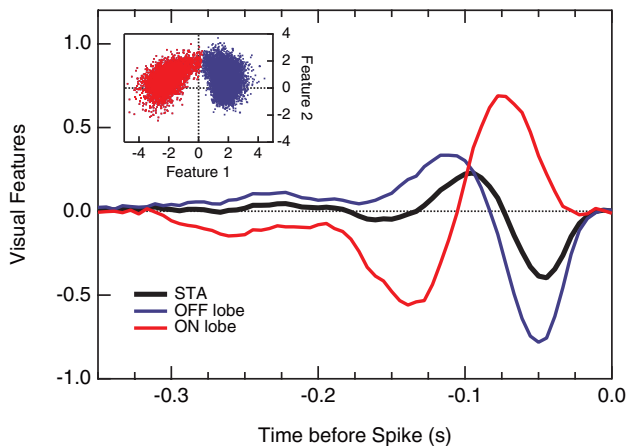 1.0
0.5
0.0
-0.5
-1.0
Visual Features
4
2
0
-2
-4
Feature 2
-4 -2 0 2 4
Feature 1
STA
OFF lobe
ON lobe
-0.3 -0.2 -0.1 0.0
Time before Spike (s)